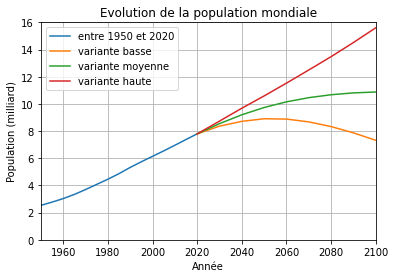 Evolution de la population mondiale
entre 1950 et 2020
variante basse
variante moyenne
variante haute
Population (milliard)
16
14
12
10
8
6
4
2
0
1960
1980
2000
2020
2040
2060
2080
2100
Année